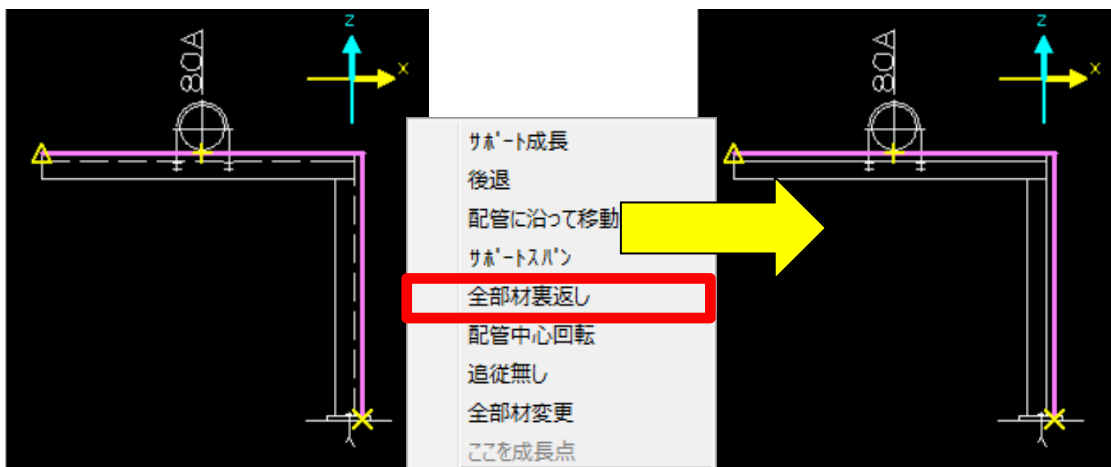 Z
X
80A
サポート成長
後退
配管に沿って移動
サポートスパン
全部材裏返し
配管中心回転
追従無し
全部材変更
ここを成長点
Z
X
80A